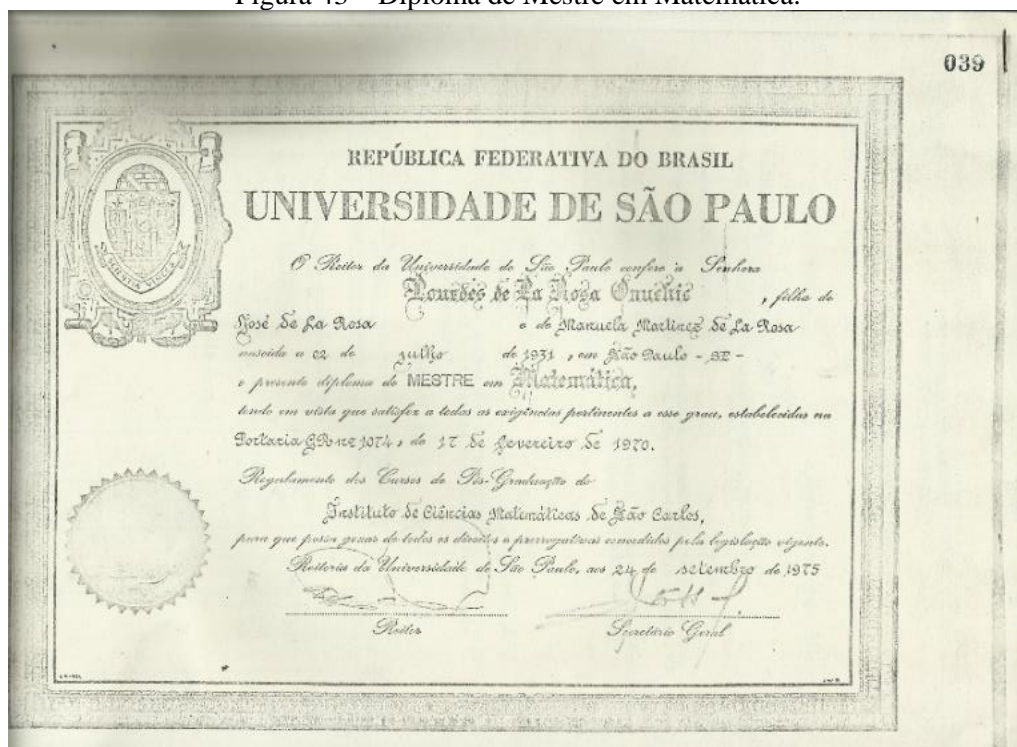 Figura 43 – Diploma de Mestre em Matemática.
039
REPÚBLICA FEDERATIVA DO BRASIL
UNIVERSIDADE DE SÃO PAULO
O Reitor da Universidade de São Paulo confere à Senhora
Lourdes de La Rosa Onuchic , filha de
José de La Rosa e de Manuela Martinez de La Rosa
nascida a 02 de julho de 1931 , em São Paulo - SE -
o presente diploma de MESTRE em Matemática,
tendo em vista que satisfez a todas as exigências pertinentes a esse grau, estabelecidas na
Portaria GR nº 1074, de 17 de fevereiro de 1970.
Regulamento dos Cursos de Pós-Graduação do
Instituto de Ciências Matemáticas de São Carlos,
para que possa gozar de todos os direitos e prerrogativas concedidos pela legislação vigente.
Reitoria da Universidade de São Paulo, aos 24 de setembro de 1975
Reitor Secretário Geral